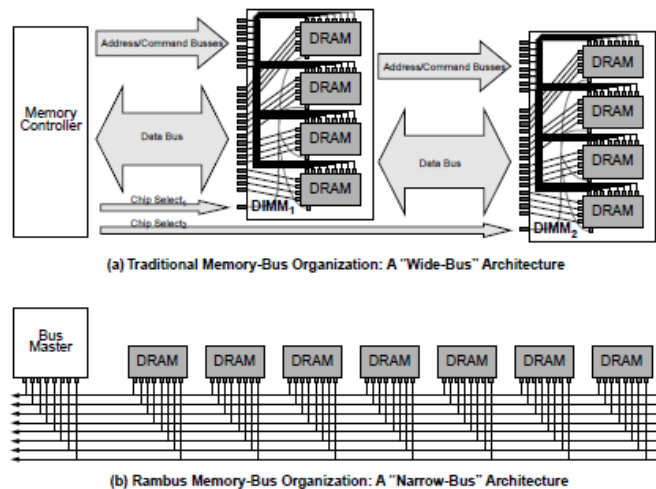 Memory
Controller
Address/Command Busses
Data Bus
Chip Select1
Chip Select2
DRAM
DRAM
DRAM
DRAM
DIMM1
Address/Command Busses
Data Bus
DRAM
DRAM
DRAM
DRAM
DIMM2
(a) Traditional Memory-Bus Organization: A "Wide-Bus" Architecture
Bus
Master
DRAM
DRAM
DRAM
DRAM
DRAM
DRAM
DRAM
(b) Rambus Memory-Bus Organization: A "Narrow-Bus" Architecture